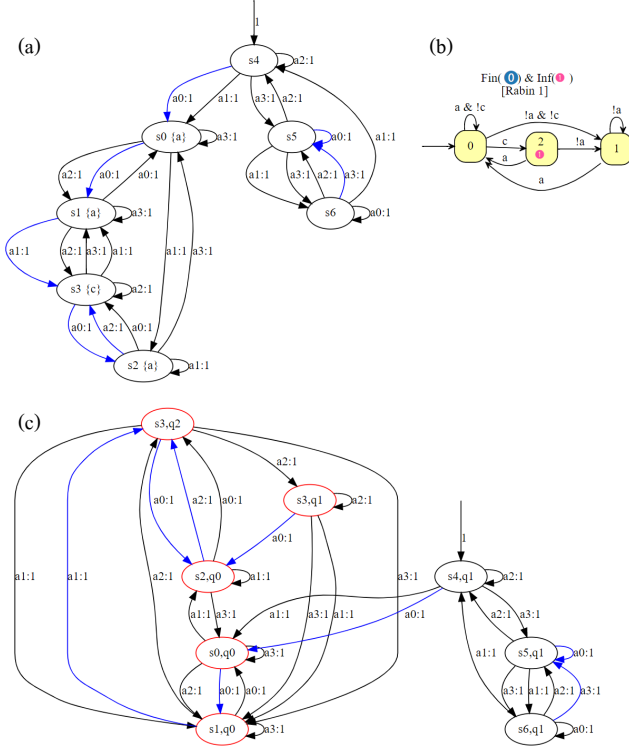 (a)
1
s4
a2:1
a0:1
a1:1
a3:1
a2:1
s0 {a}
a3:1
s5
a0:1
a1:1
a2:1
a0:1
a0:1
a1:1
a3:1
a2:1
a3:1
s1 {a}
a3:1
s6
a0:1
a1:1
a2:1
a3:1
a1:1
a1:1
a3:1
s3 {c}
a2:1
a0:1
a2:1
a0:1
s2 {a}
a1:1
(b)
Fin( 0 ) & Inf( 1 )
[Rabin 1]
a & !c
!a & !c
!a
0
c
a
2
1
!a
1
a
(c)
s3,q2
a2:1
s3,q1
a2:1
a0:1
a2:1
a0:1
a0:1
1
a1:1
a1:1
a2:1
s2,q0
a1:1
a3:1
a1:1
a3:1
s4,q1
a2:1
a1:1
a3:1
a0:1
a2:1
a3:1
s0,q0
a3:1
a1:1
s5,q1
a0:1
a2:1
a0:1
a0:1
a3:1
a1:1
a2:1
a3:1
s1,q0
a3:1
s6,q1
a0:1